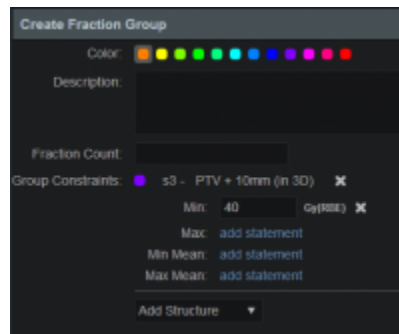 Create Fraction Group
Color:
Description:
Fraction Count:
Group Constraints: s3 - PTV + 10mm (in 3D) ✖
Min: 40 Gy(RBE) ✖
Max: add statement
Min Mean: add statement
Max Mean: add statement
Add Structure ▼